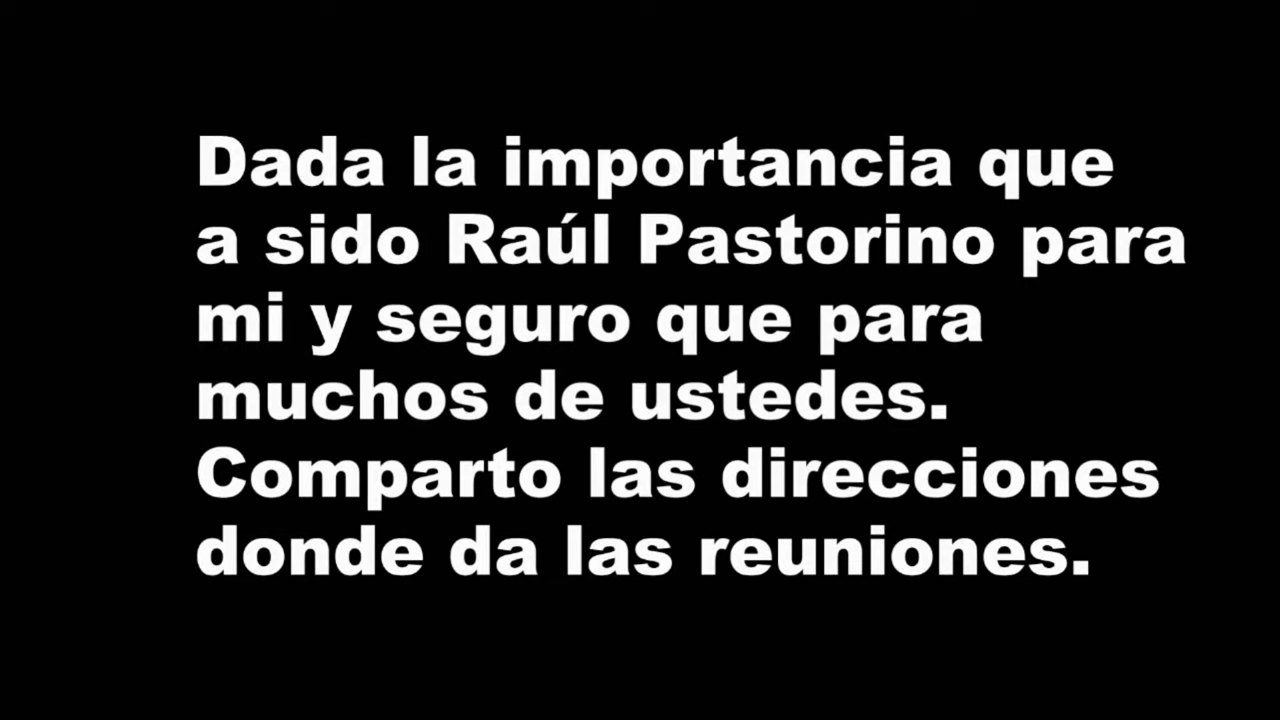 Dada la importancia que
a sido Raúl Pastorino para
mi y seguro que para
muchos de ustedes.
Comparto las direcciones
donde da las reuniones.